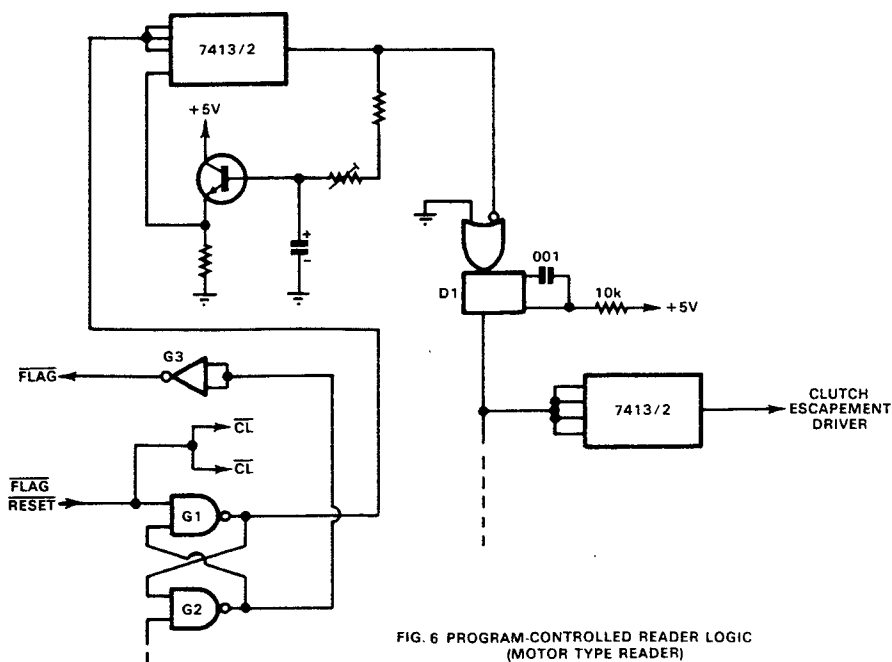 7413/2
+5V
+
-
001
D1
10k
+5V
G3
FLAG
7413/2
CLUTCH
ESCAPEMENT
DRIVER
CL
CL
FLAG
RESET
G1
G2
FIG. 6 PROGRAM-CONTROLLED READER LOGIC
(MOTOR TYPE READER)